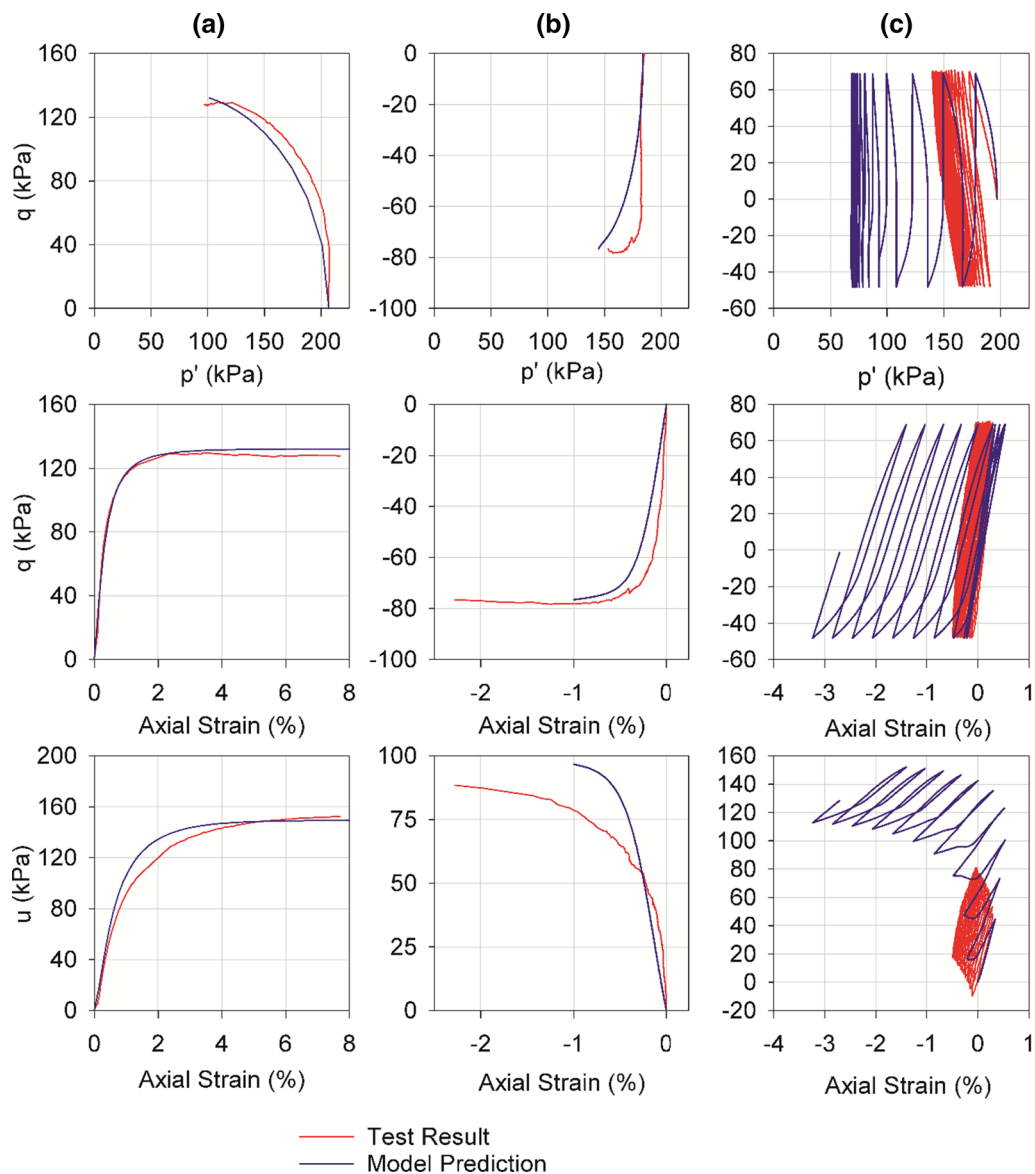 (a)
(b)
(c)
160
120
80
40
0
q (kPa)
0 50 100 150 200
p' (kPa)
0
-20
-40
-60
-80
-100
0 50 100 150 200
p' (kPa)
80
60
40
20
0
-20
-40
-60
0 50 100 150 200
p' (kPa)
160
120
80
40
0
q (kPa)
0 2 4 6 8
Axial Strain (%)
0
-20
-40
-60
-80
-100
-2 -1 0
Axial Strain (%)
80
60
40
20
0
-20
-40
-60
-4 -3 -2 -1 0 1
Axial Strain (%)
200
160
120
80
40
0
u (kPa)
0 2 4 6 8
Axial Strain (%)
100
75
50
25
0
-2 -1 0
Axial Strain (%)
160
140
120
100
80
60
40
20
0
-20
-4 -3 -2 -1 0 1
Axial Strain (%)
Test Result
Model Prediction